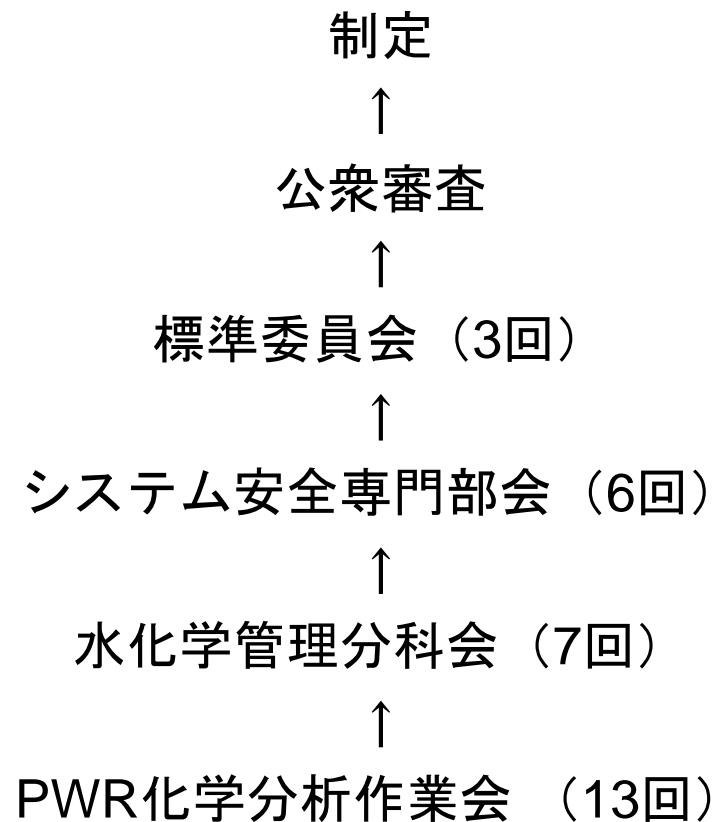 制定
↑
公衆審査
↑
標準委員会（3回）
↑
システム安全専門部会（6回）
↑
水化学管理分科会（7回）
↑
PWR化学分析作業会 （13回）